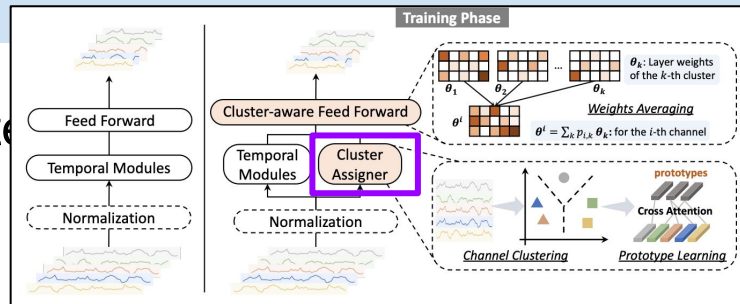 Training Phase
Feed Forward
Temporal Modules
Normalization
Cluster-aware Feed Forward
Temporal
Modules
Cluster
Assigner
Normalization
θ1
θ2
...
θk
θk: Layer weights
of the k-th cluster
Weights Averaging
θi
θi = ∑k pi,k θk: for the i-th channel
prototypes
Cross Attention
Channel Clustering
Prototype Learning